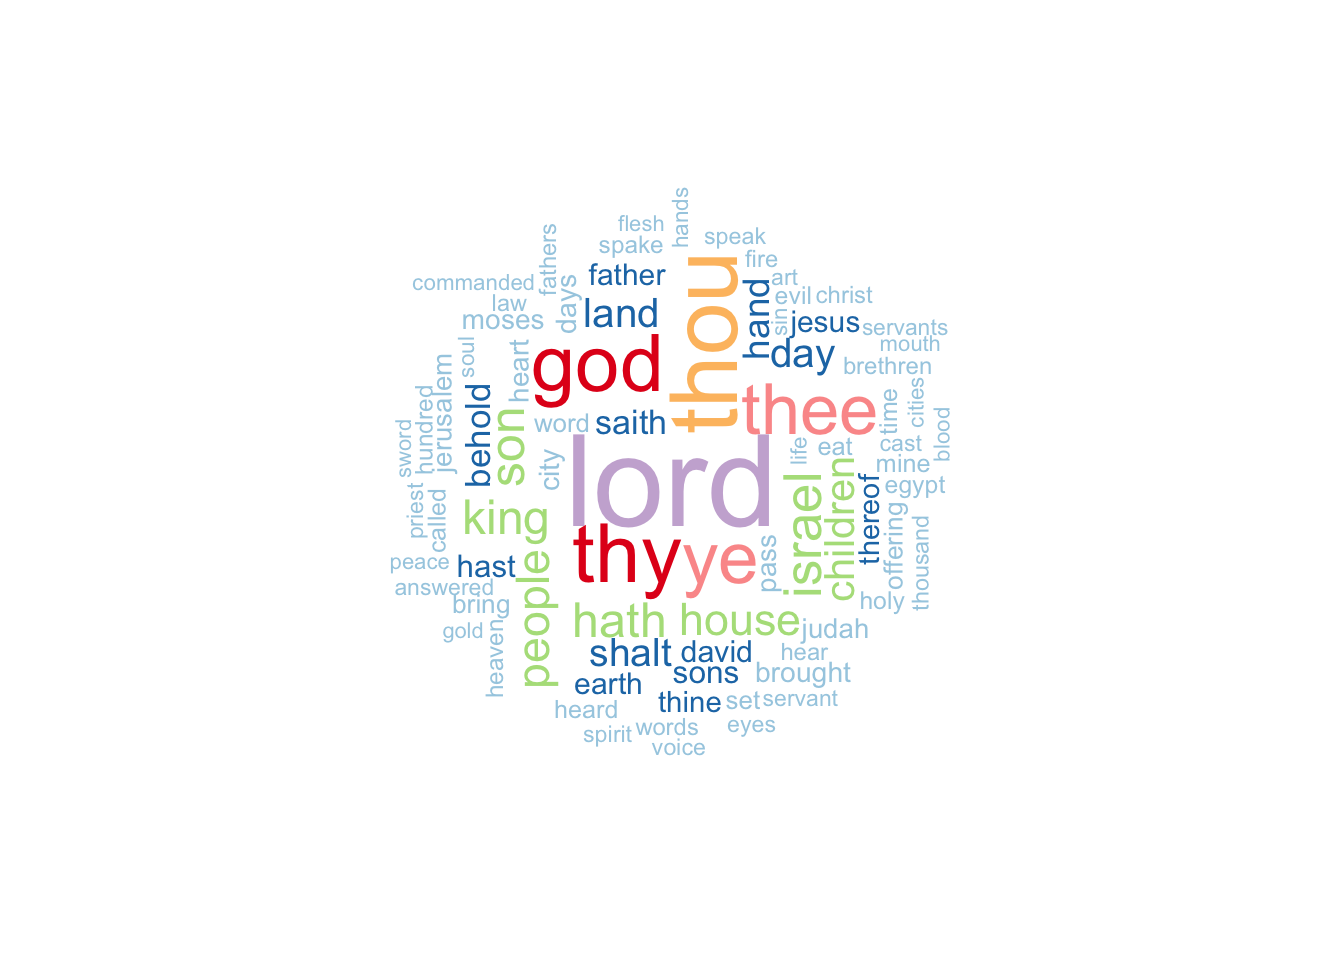 hands
flesh
speak
spake
fathers
fire
father
art
commanded
days
evil
christ
law
land
thou
hand
sin
jesus
moses
servants
soul
heart
god
day
mouth
brethren
jerusalem
hundred
behold
son
word
saith
thee
time
cities
blood
sword
city
lord
life
eat
cast
mine
egypt
priest
called
king
israel
children
thereof
offering
thousand
peace
hast
people
thy
ye
pass
answered
bring
holy
gold
heaven
hath
house
judah
shalt
david
hear
earth
sons
brought
heard
thine
set
servant
spirit
words
eyes
voice